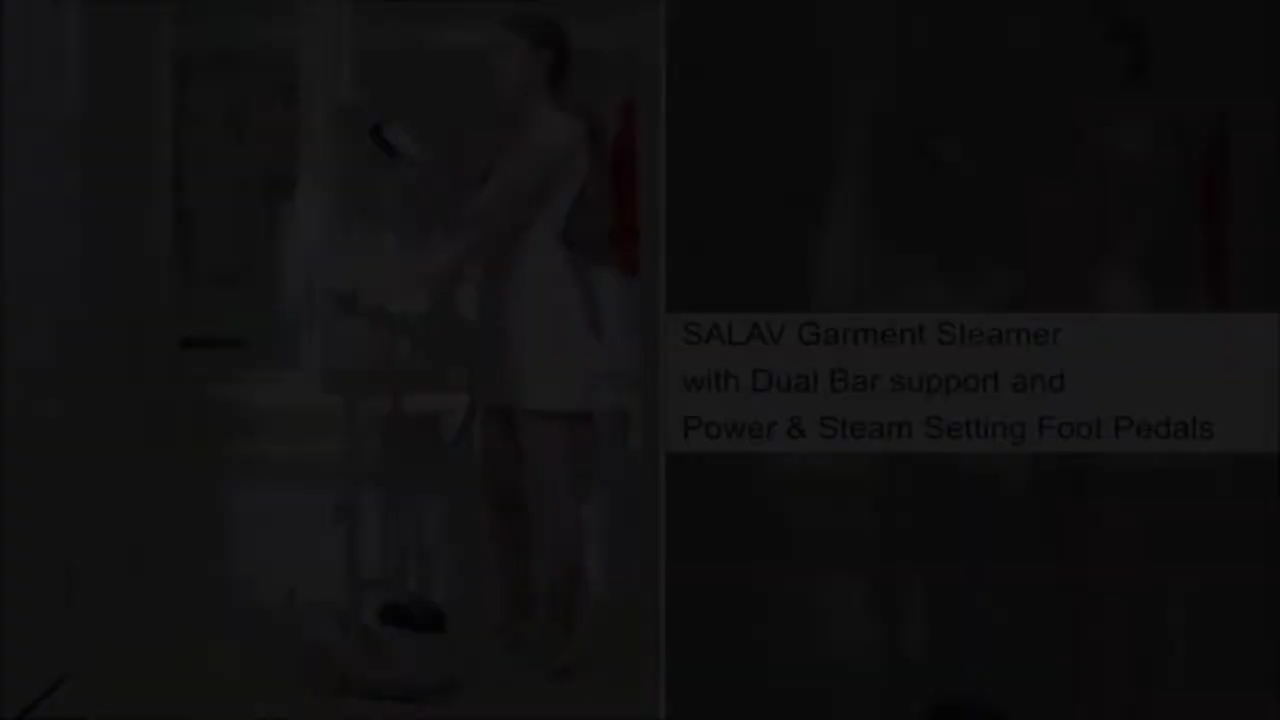 SALAV Garment Steamer
with Dual Bar support and
Power & Steam Setting Foot Pedals